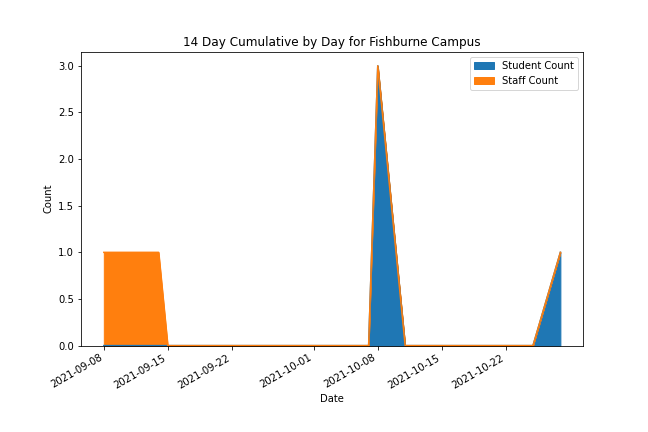 14 Day Cumulative by Day for Fishburne Campus
Student Count
Staff Count
3.0
2.5
2.0
1.5
1.0
0.5
0.0
Count
2021-09-08
2021-09-15
2021-09-22
2021-10-01
2021-10-08
2021-10-15
2021-10-22
Date